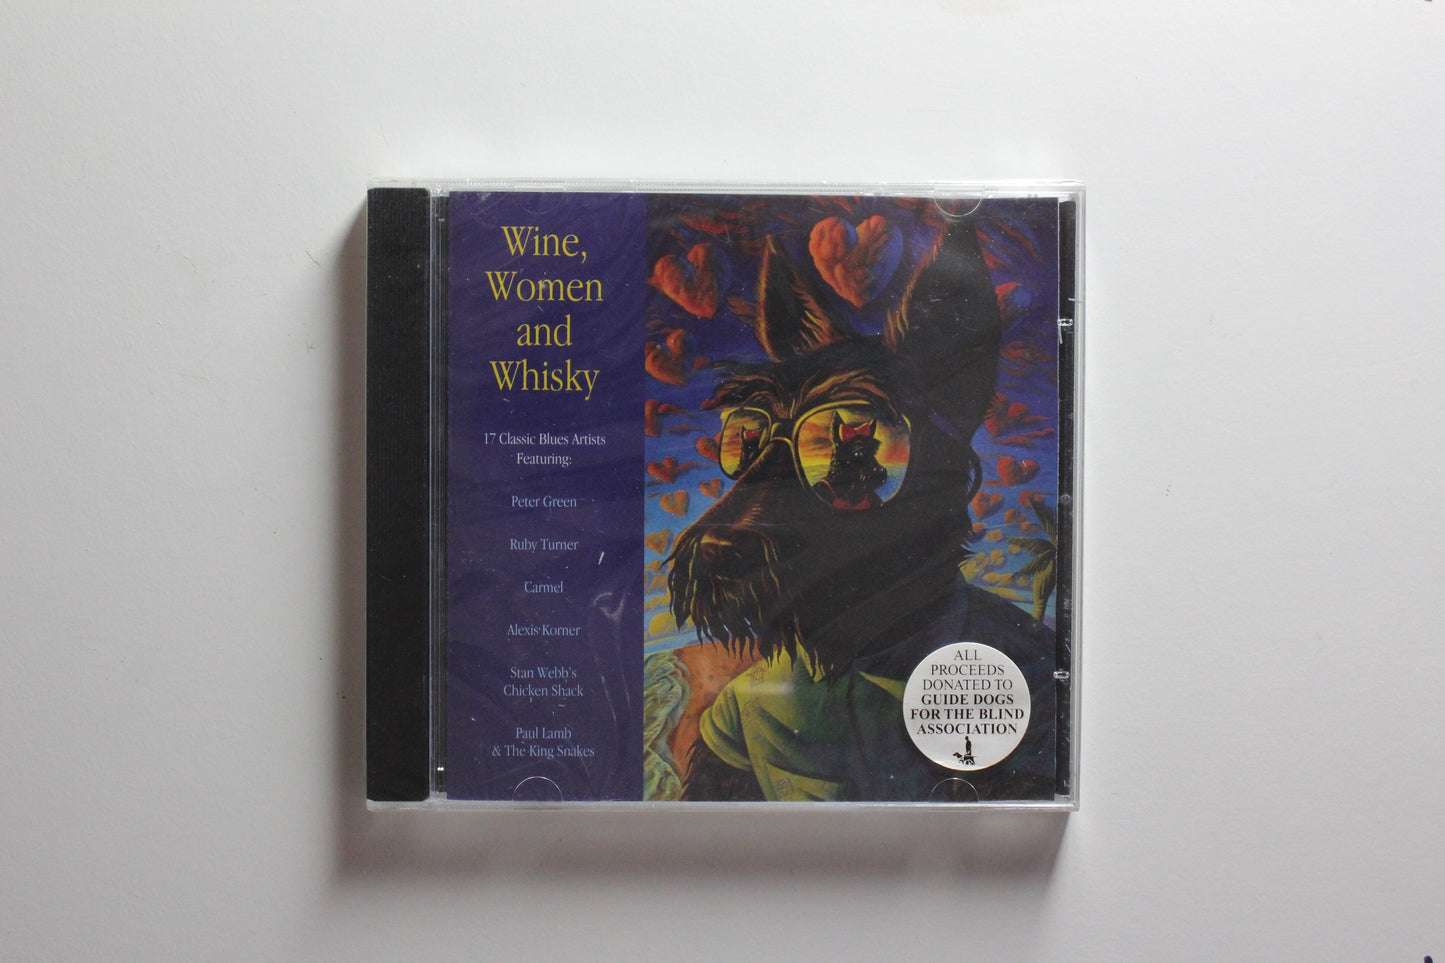 Wine,
Women
and
Whisky
17 Classic Blues Artists
Featuring:
Peter Green
Ruby Turner
Carmel
Alexis Korner
Stan Webb's
Chicken Shack
Paul Lamb
& The King Snakes
ALL
PROCEEDS
DONATED TO
GUIDE DOGS
FOR THE BLIND
ASSOCIATION